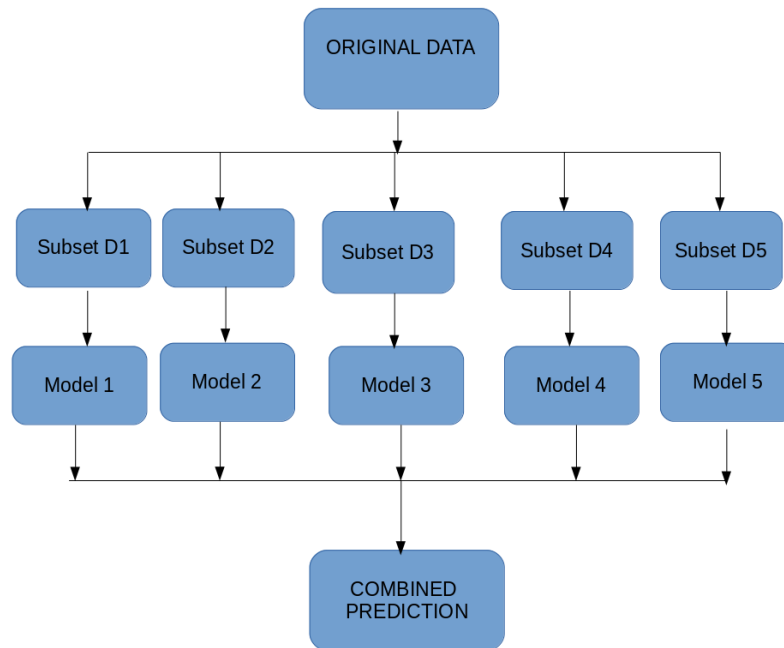 ORIGINAL DATA
Subset D1
Subset D2
Subset D3
Subset D4
Subset D5
Model 1
Model 2
Model 3
Model 4
Model 5
COMBINED
PREDICTION